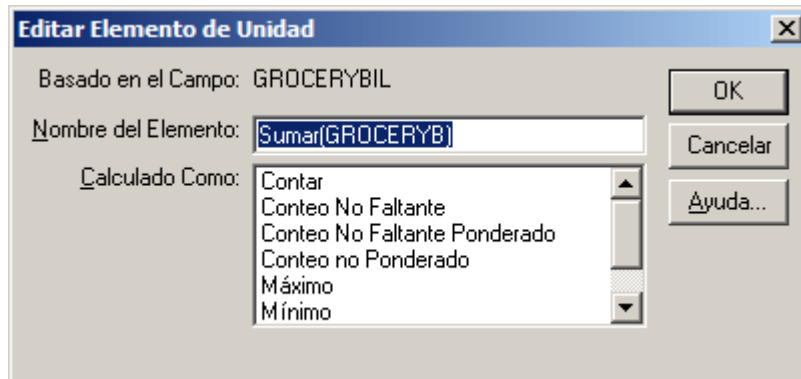 Editar Elemento de Unidad
Basado en el Campo: GROCERYBIL
OK
Nombre del Elemento: Sumar(GROCERYB)
Cancelar
Calculado Como: Contar
Ayuda...
Conteo No Faltante
Conteo No Faltante Ponderado
Conteo no Ponderado
Máximo
Mínimo